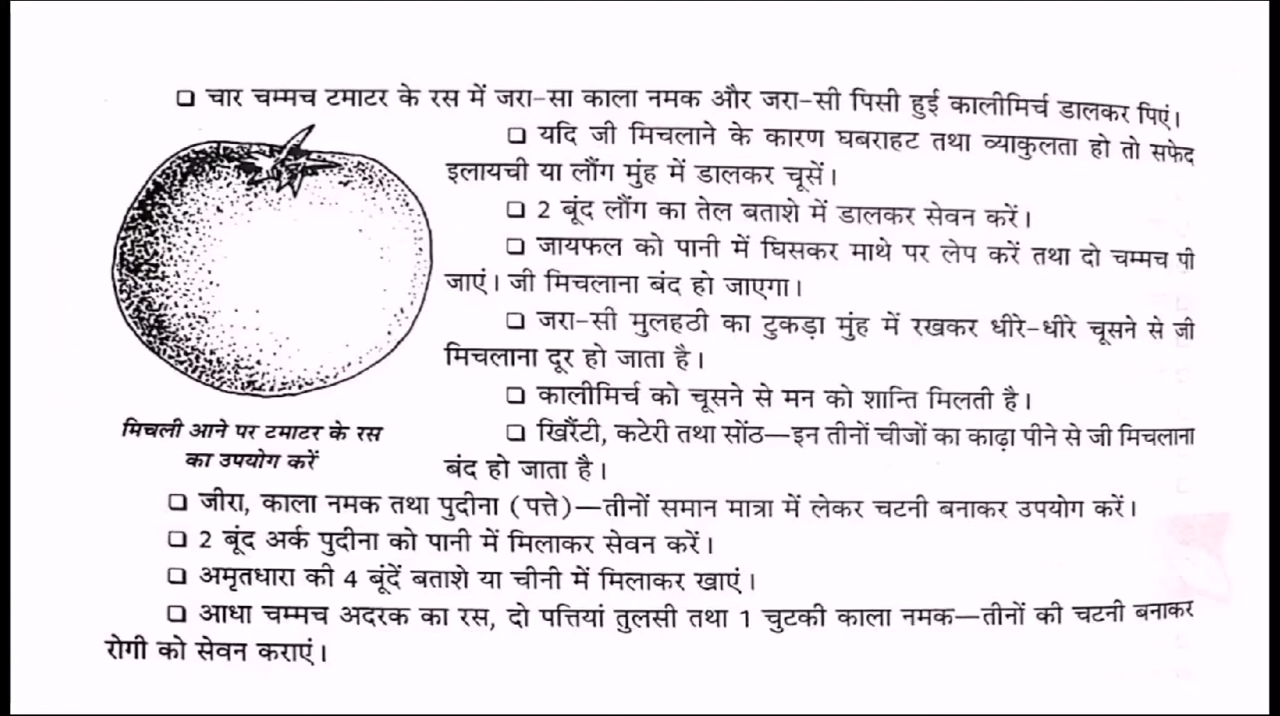 ❑ चार चम्मच टमाटर के रस में जरा-सा काला नमक और जरा-सी पिसी हुई कालीमिर्च डालकर पिएं।
❑ यदि जी मिचलाने के कारण घबराहट तथा व्याकुलता हो तो सफेद
इलायची या लौंग मुंह में डालकर चूसें।
❑ 2 बूंद लौंग का तेल बताशे में डालकर सेवन करें।
❑ जायफल को पानी में घिसकर माथे पर लेप करें तथा दो चम्मच पी
जाएं। जी मिचलाना बंद हो जाएगा।
❑ जरा-सी मुलहठी का टुकड़ा मुंह में रखकर धीरे-धीरे चूसने से जी
मिचलाना दूर हो जाता है।
❑ कालीमिर्च को चूसने से मन को शान्ति मिलती है।
❑ खिरैंटी, कटेरी तथा सोंठ—इन तीनों चीजों का काढ़ा पीने से जी मिचलाना
बंद हो जाता है।
मिचली आने पर टमाटर के रस
का उपयोग करें
❑ जीरा, काला नमक तथा पुदीना (पत्ते)—तीनों समान मात्रा में लेकर चटनी बनाकर उपयोग करें।
❑ 2 बूंद अर्क पुदीना को पानी में मिलाकर सेवन करें।
❑ अमृतधारा की 4 बूंदें बताशे या चीनी में मिलाकर खाएं।
❑ आधा चम्मच अदरक का रस, दो पत्तियां तुलसी तथा 1 चुटकी काला नमक—तीनों की चटनी बनाकर
रोगी को सेवन कराएं।